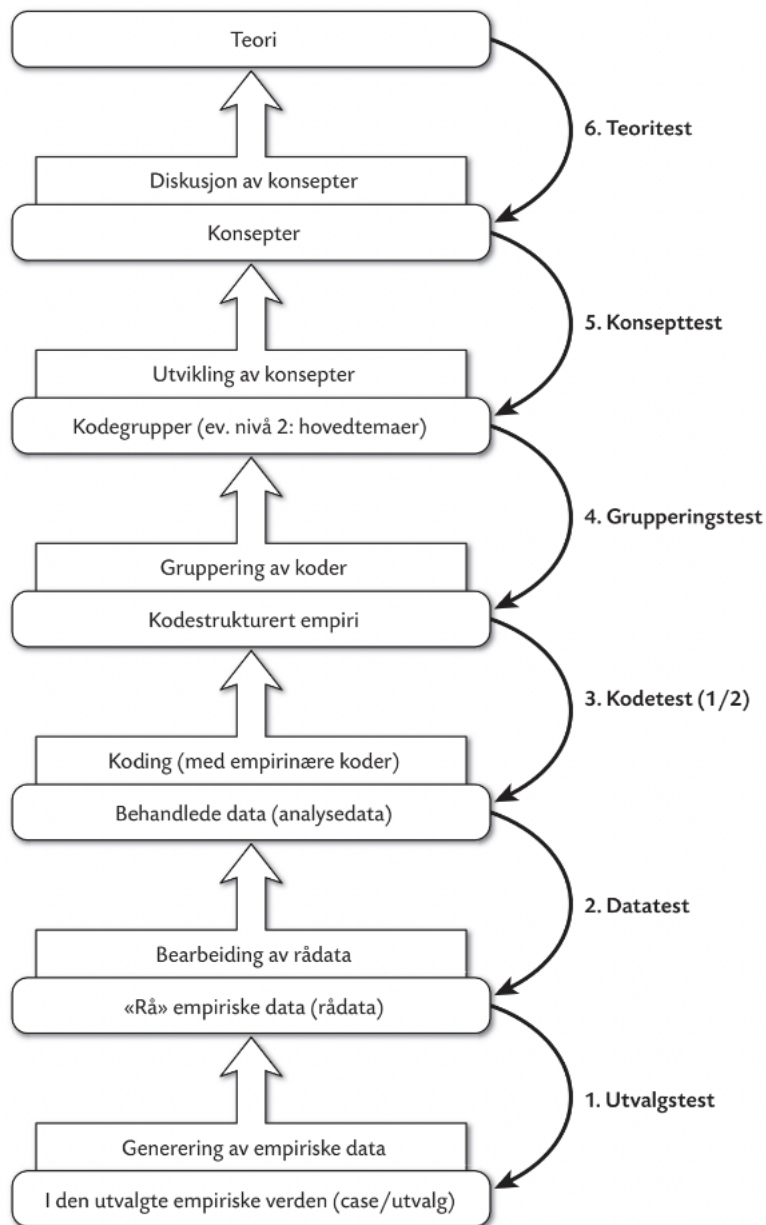 Teori
6. Teoritest
Diskusjon av konsepter
Konsepter
5. Konsepttest
Utvikling av konsepter
Kodegrupper (ev. nivå 2: hovedtemaer)
4. Grupperingstest
Gruppering av koder
Kodestrukturert empiri
3. Kodetest (1/2)
Koding (med empirinære koder)
Behandlede data (analysedata)
2. Datatest
Bearbeiding av rådata
«Rå» empiriske data (rådata)
1. Utvalgstest
Generering av empiriske data
I den utvalgte empiriske verden (case/utvalg)